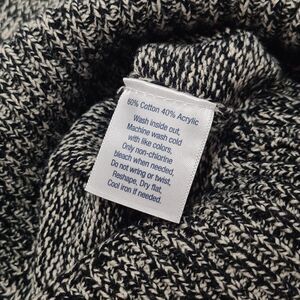 60% Cotton 40% Acrylic
Wash inside out,
Machine wash cold
with like colors,
Only non-chlorine
bleach when needed,
Do not wring or twist,
Reshape, Dry flat,
Cool iron if needed.